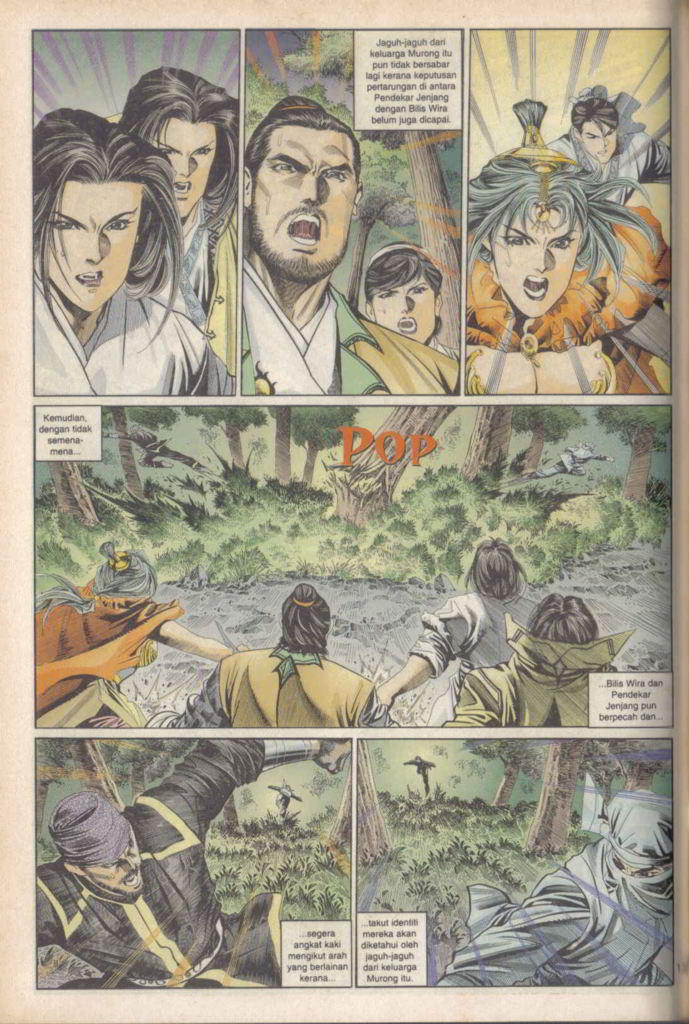 Jaguh-jaguh dari
keluarga Murong itu
pun tidak bersabar
lagi kerana keputusan
pertarungan di antara
Pendekar Jenjang
dengan Bilis Wira
belum juga dicapai.
Kemudian,
dengan tidak
semena-
mena...
POP
...Bilis Wira dan
Pendekar
Jenjang pun
berpecah dan...
...segera
angkat kaki
mengikut arah
yang berlainan
kerana...
...takut identiti
mereka akan
diketahui oleh
jaguh-jaguh
dari keluarga
Murong itu.